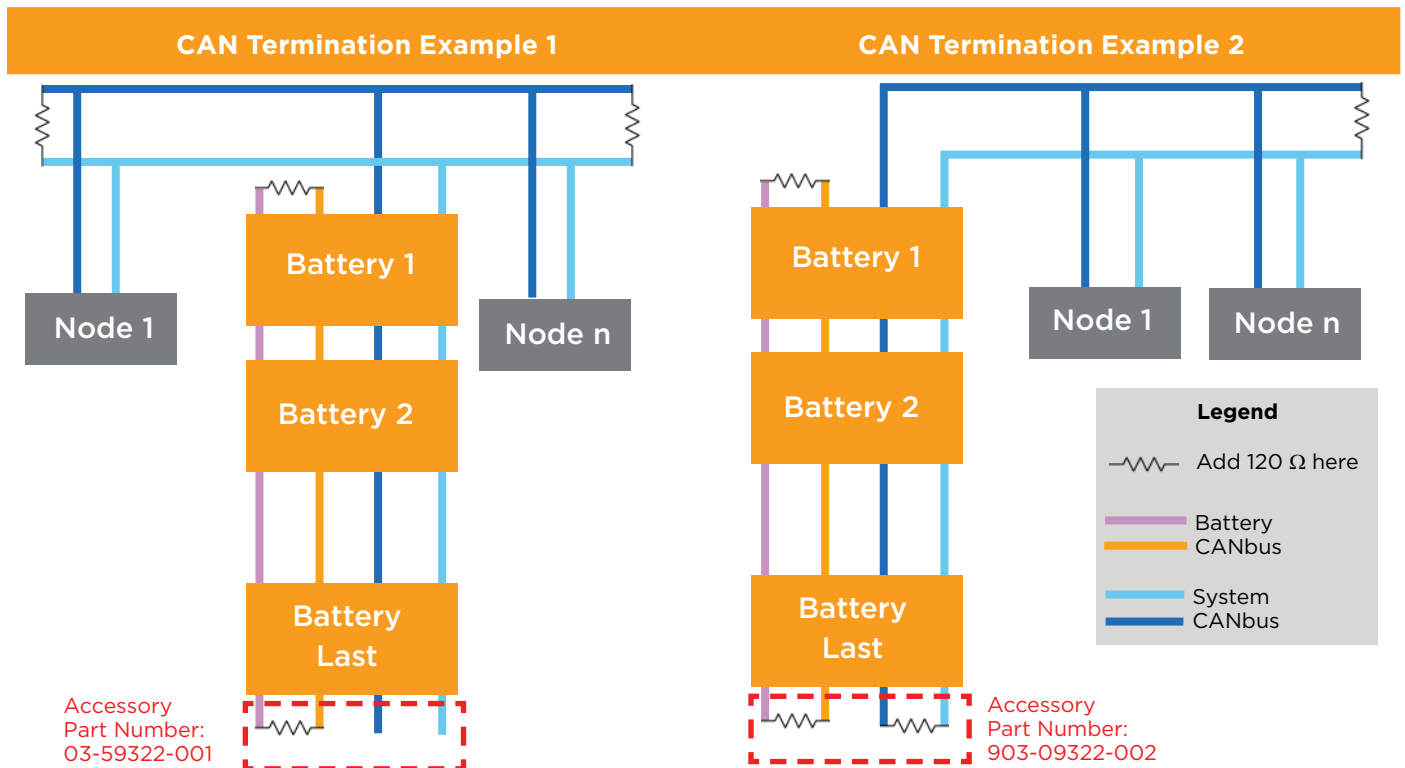 CAN Termination Example 1
Node 1
Battery 1
Node n
Battery 2
Battery
Last
Accessory
Part Number:
03-59322-001
CAN Termination Example 2
Battery 1
Node 1
Node n
Battery 2
Battery
Last
Accessory
Part Number:
903-09322-002
Legend
Add 120 Ω here
Battery
CANbus
System
CANbus